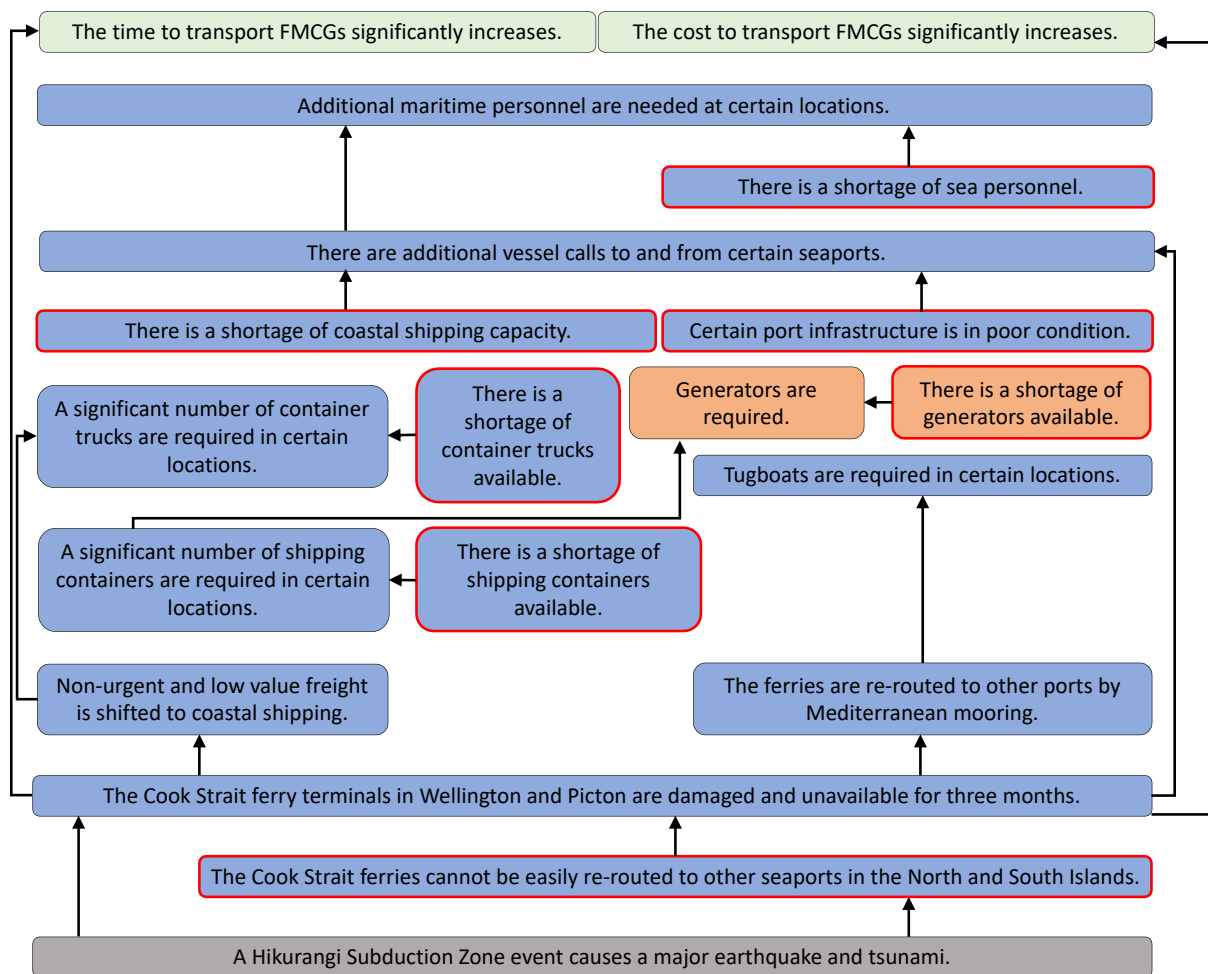 The time to transport FMCGs significantly increases.
The cost to transport FMCGs significantly increases.
Additional maritime personnel are needed at certain locations.
There is a shortage of sea personnel.
There are additional vessel calls to and from certain seaports.
There is a shortage of coastal shipping capacity.
Certain port infrastructure is in poor condition.
A significant number of container
trucks are required in certain
locations.
There is a
shortage of
container trucks
available.
Generators are
required.
There is a shortage of
generators available.
Tugboats are required in certain locations.
A significant number of shipping
containers are required in certain
locations.
There is a shortage of
shipping containers
available.
Non-urgent and low value freight
is shifted to coastal shipping.
The ferries are re-routed to other ports by
Mediterranean mooring.
The Cook Strait ferry terminals in Wellington and Picton are damaged and unavailable for three months.
The Cook Strait ferries cannot be easily re-routed to other seaports in the North and South Islands.
A Hikurangi Subduction Zone event causes a major earthquake and tsunami.